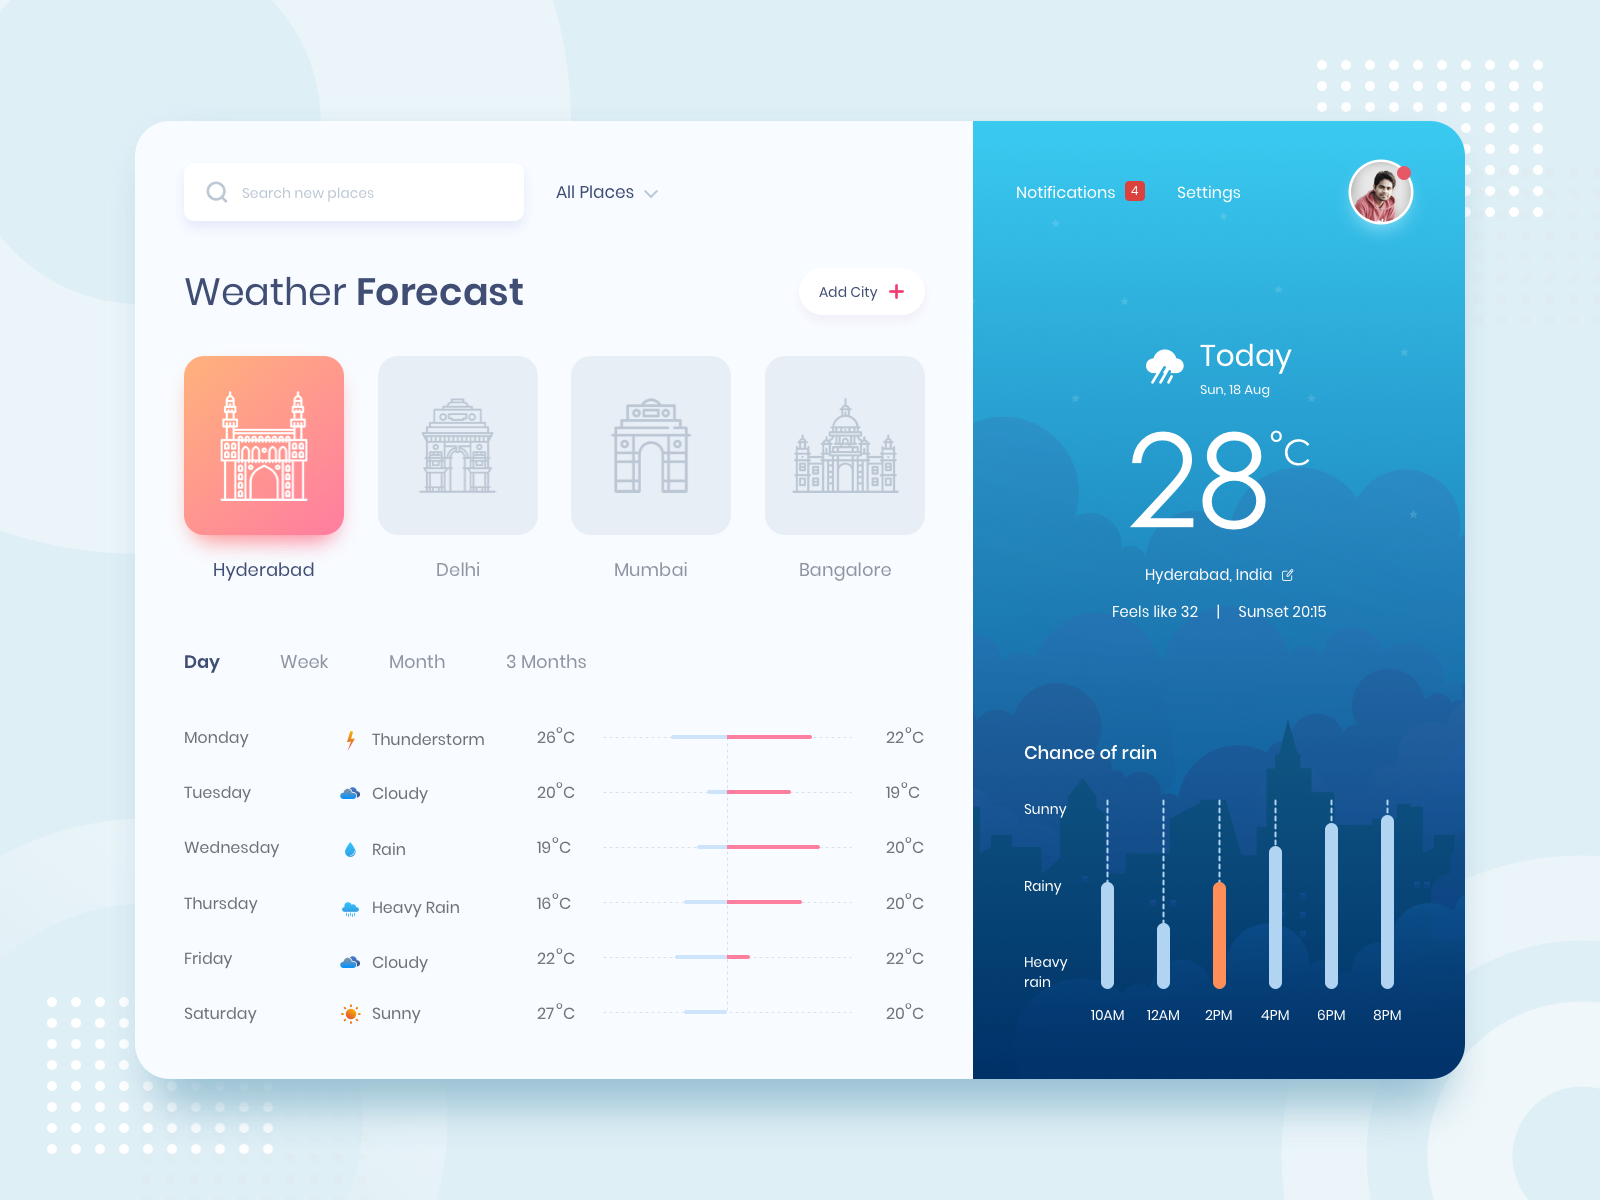 Search new places
All Places
Weather Forecast
Add City
Hyderabad
Delhi
Mumbai
Bangalore
Day
Week
Month
3 Months
Monday Thunderstorm 26°C 22°C
Tuesday Cloudy 20°C 19°C
Wednesday Rain 19°C 20°C
Thursday Heavy Rain 16°C 20°C
Friday Cloudy 22°C 22°C
Saturday Sunny 27°C 20°C
Notifications 4
Settings
Today
Sun, 18 Aug
28°C
Hyderabad, India
Feels like 32 | Sunset 20:15
Chance of rain
Sunny
Rainy
Heavy
rain
10AM 12AM 2PM 4PM 6PM 8PM